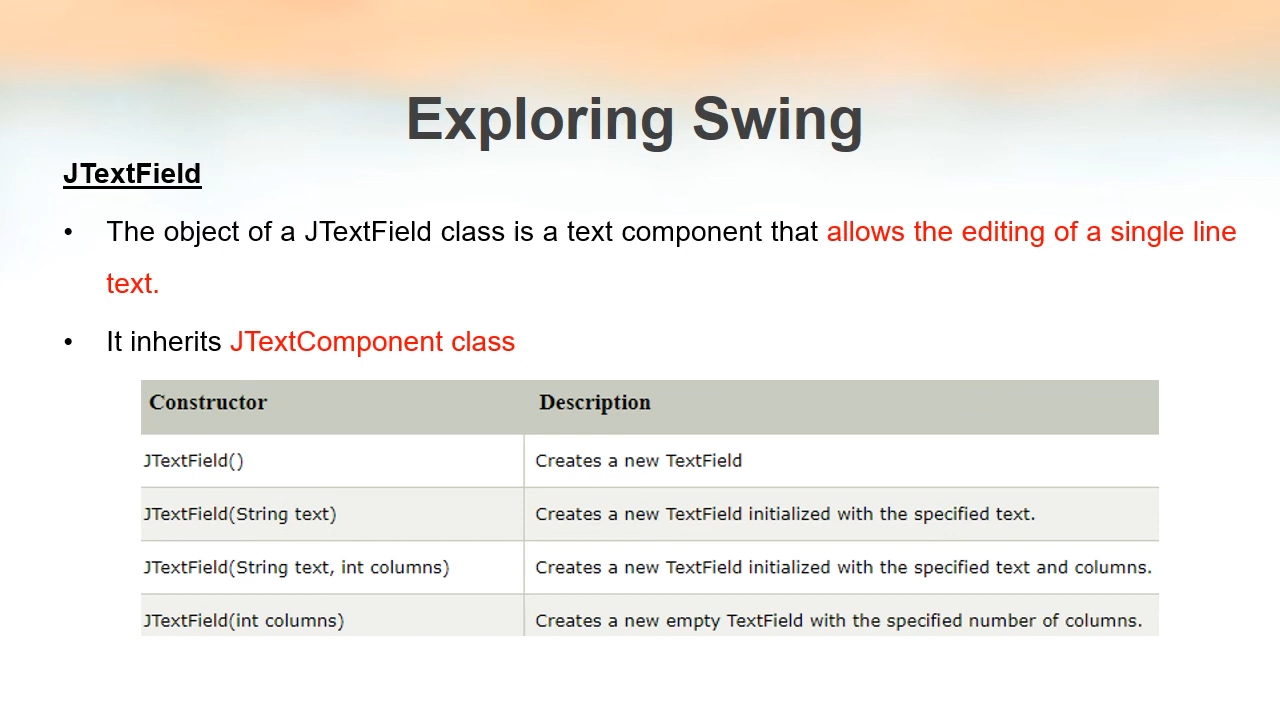 Exploring Swing
JTextField
• The object of a JTextField class is a text component that allows the editing of a single line
text.
• It inherits JTextComponent class
Constructor Description
JTextField() Creates a new TextField
JTextField(String text) Creates a new TextField initialized with the specified text.
JTextField(String text, int columns) Creates a new TextField initialized with the specified text and columns.
JTextField(int columns) Creates a new empty TextField with the specified number of columns.